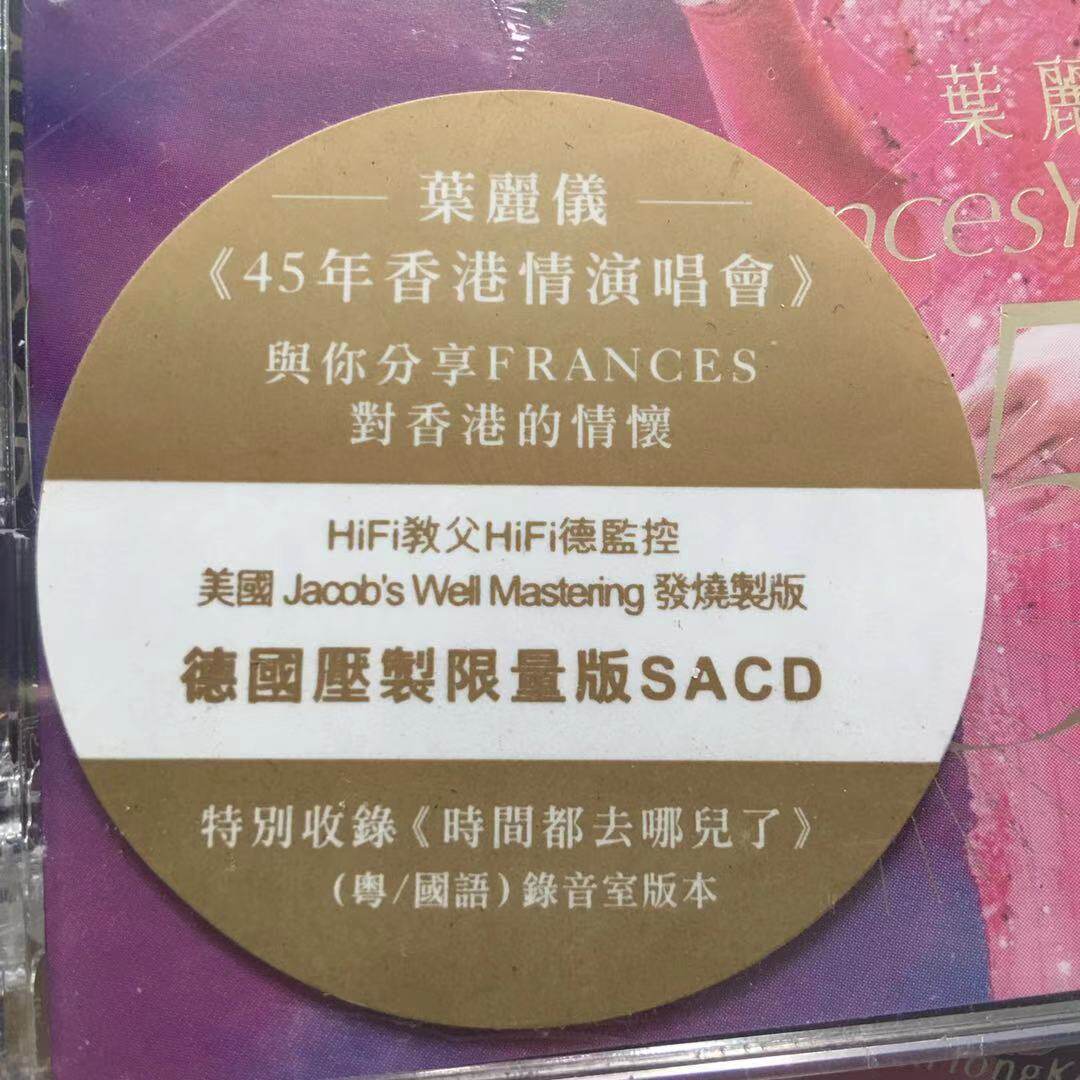 葉麗儀
《45年香港情演唱會》
與你分享FRANCES
對香港的情懷
HiFi教父HiFi德監控
美國 Jacob's Well Mastering 發燒製版
德國壓製限量版SACD
特別收錄《時間都去哪兒了》
(粵/國語)錄音室版本
葉麗
ncesY